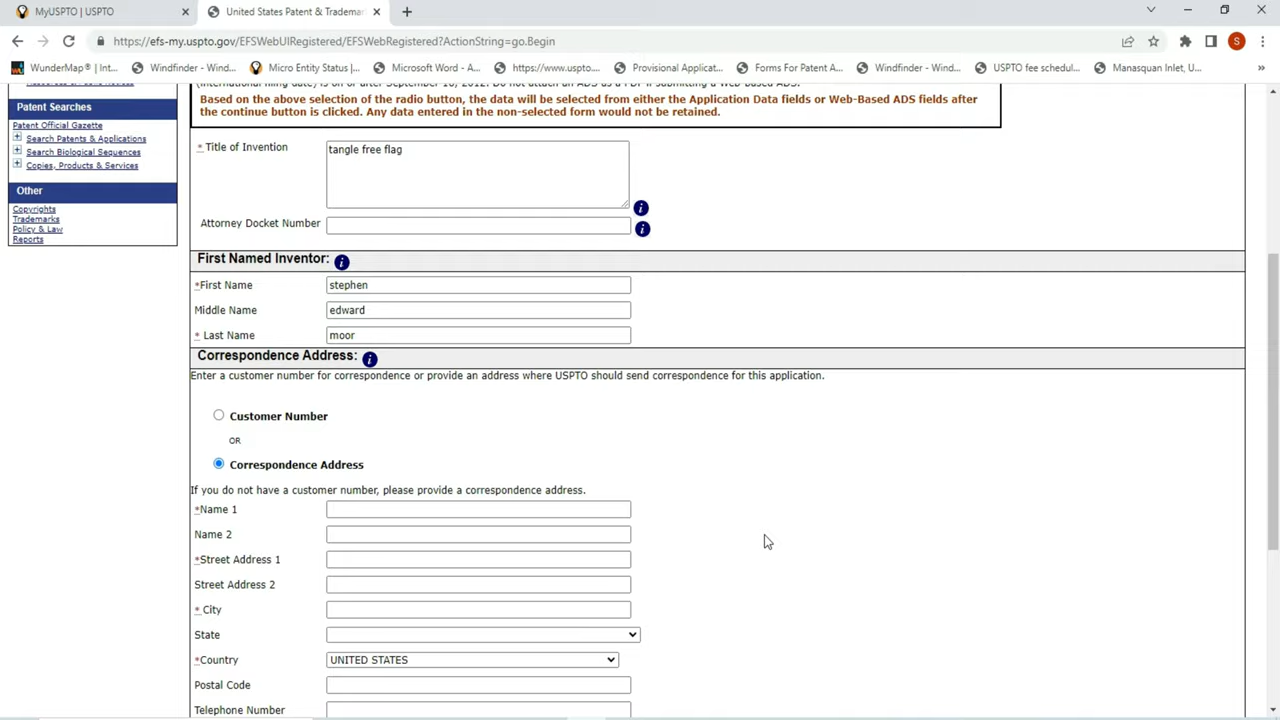 MyUSPTO | USPTO
United States Patent & Trademar
https://efs-my.uspto.gov/EFSWebUIRegistered/EFSWebRegistered?ActionString=go.Begin
S
WunderMap® | Int...
Windfinder - Wind...
Micro Entity Status |...
Microsoft Word - A...
https://www.uspto....
Provisional Applicat...
Forms For Patent A...
Windfinder - Wind...
USPTO fee schedul...
Manasquan Inlet, U...
»
Based on the above selection of the radio button, the data will be selected from either the Application Data fields or Web-Based ADS fields after
the continue button is clicked. Any data entered in the non-selected form would not be retained.
Patent Searches
Patent Official Gazette
Search Patents & Applications
Search Biological Sequences
Copies, Products & Services
Other
Copyrights
Trademarks
Policy & Law
Reports
* Title of Invention
tangle free flag
Attorney Docket Number
First Named Inventor:
*First Name
stephen
Middle Name
edward
* Last Name
moor
Correspondence Address:
Enter a customer number for correspondence or provide an address where USPTO should send correspondence for this application.
Customer Number
OR
Correspondence Address
If you do not have a customer number, please provide a correspondence address.
*Name 1
Name 2
*Street Address 1
Street Address 2
* City
State
*Country
UNITED STATES
Postal Code
Telephone Number